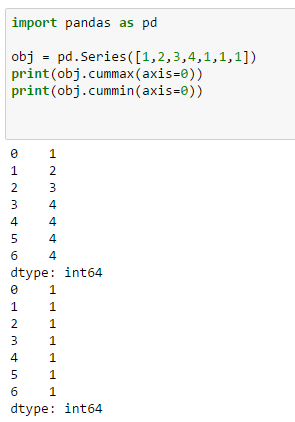 import pandas as pd
obj = pd.Series([1,2,3,4,1,1,1])
print(obj.cummax(axis=0))
print(obj.cummin(axis=0))
0    1
1    2
2    3
3    4
4    4
5    4
6    4
dtype: int64
0    1
1    1
2    1
3    1
4    1
5    1
6    1
dtype: int64